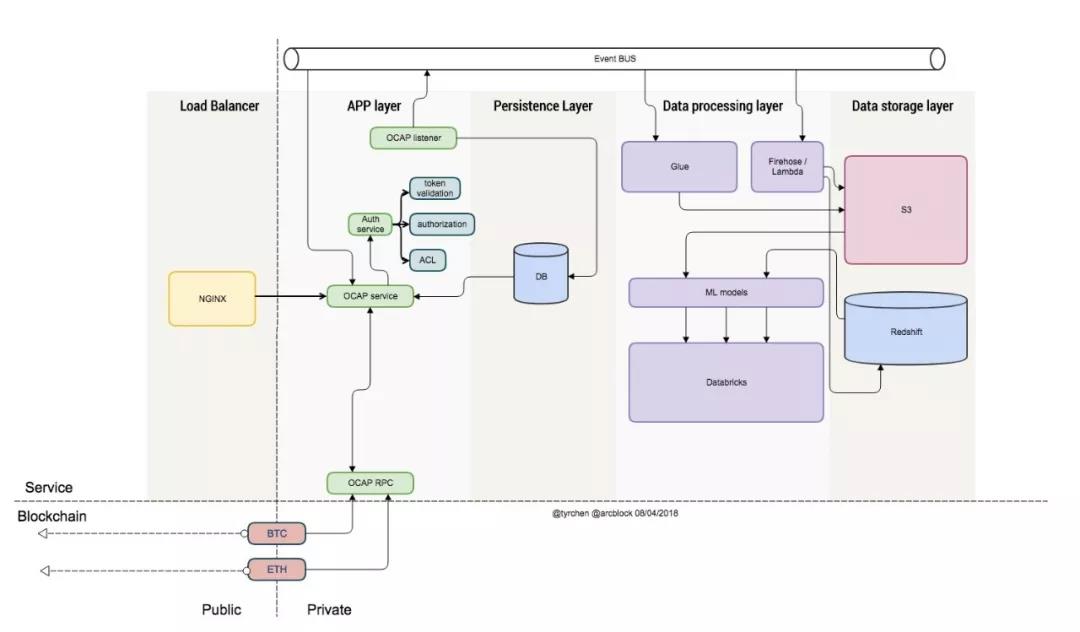 Event BUS
Load Balancer
APP layer
Persistence Layer
Data processing layer
Data storage layer
OCAP listener
Glue
Firehose /
Lambda
S3
token
validation
Auth
service
authorization
ACL
DB
NGINX
OCAP service
ML models
Redshift
Databricks
OCAP RPC
Service
Blockchain
@tyrchen @arcblock 08/04/2018
BTC
ETH
Public
Private